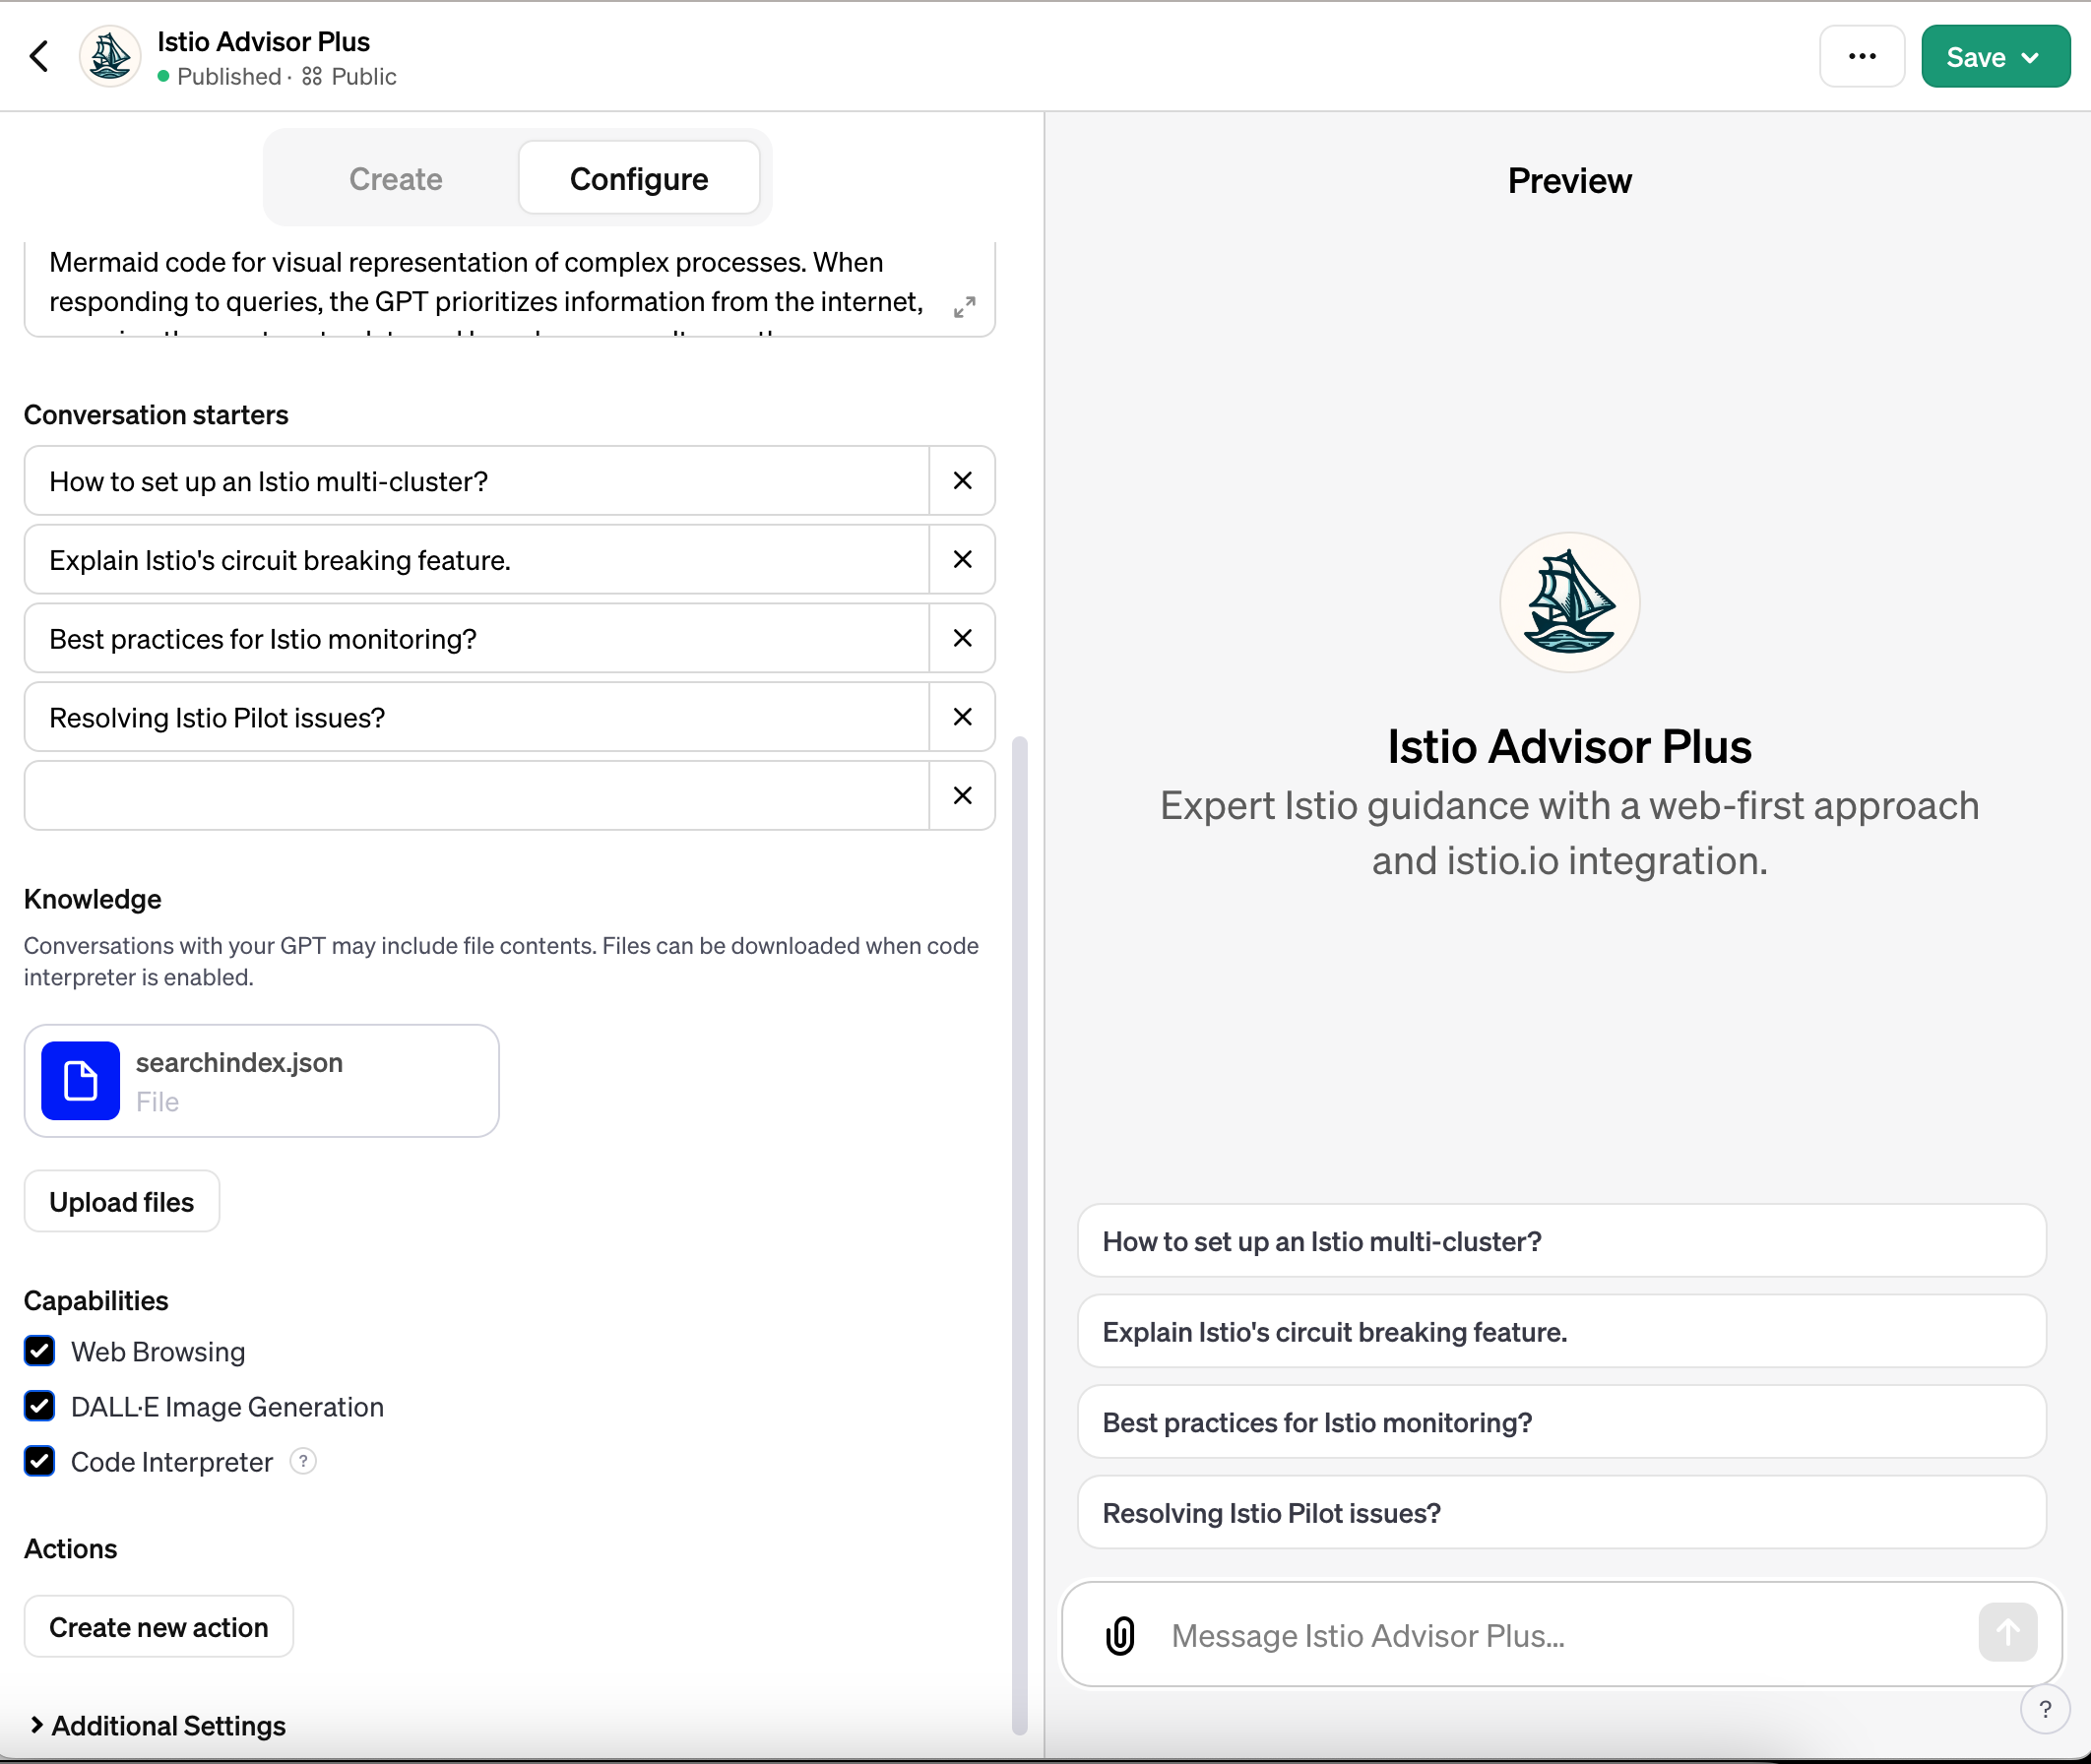 Istio Advisor Plus
Published · Public
Save
Create
Configure
Mermaid code for visual representation of complex processes. When
responding to queries, the GPT prioritizes information from the internet,
Conversation starters
How to set up an Istio multi-cluster?
Explain Istio's circuit breaking feature.
Best practices for Istio monitoring?
Resolving Istio Pilot issues?
Knowledge
Conversations with your GPT may include file contents. Files can be downloaded when code
interpreter is enabled.
searchindex.json
File
Upload files
Capabilities
Web Browsing
DALL·E Image Generation
Code Interpreter ?
Actions
Create new action
Additional Settings
Preview
Istio Advisor Plus
Expert Istio guidance with a web-first approach
and istio.io integration.
How to set up an Istio multi-cluster?
Explain Istio's circuit breaking feature.
Best practices for Istio monitoring?
Resolving Istio Pilot issues?
Message Istio Advisor Plus…
?